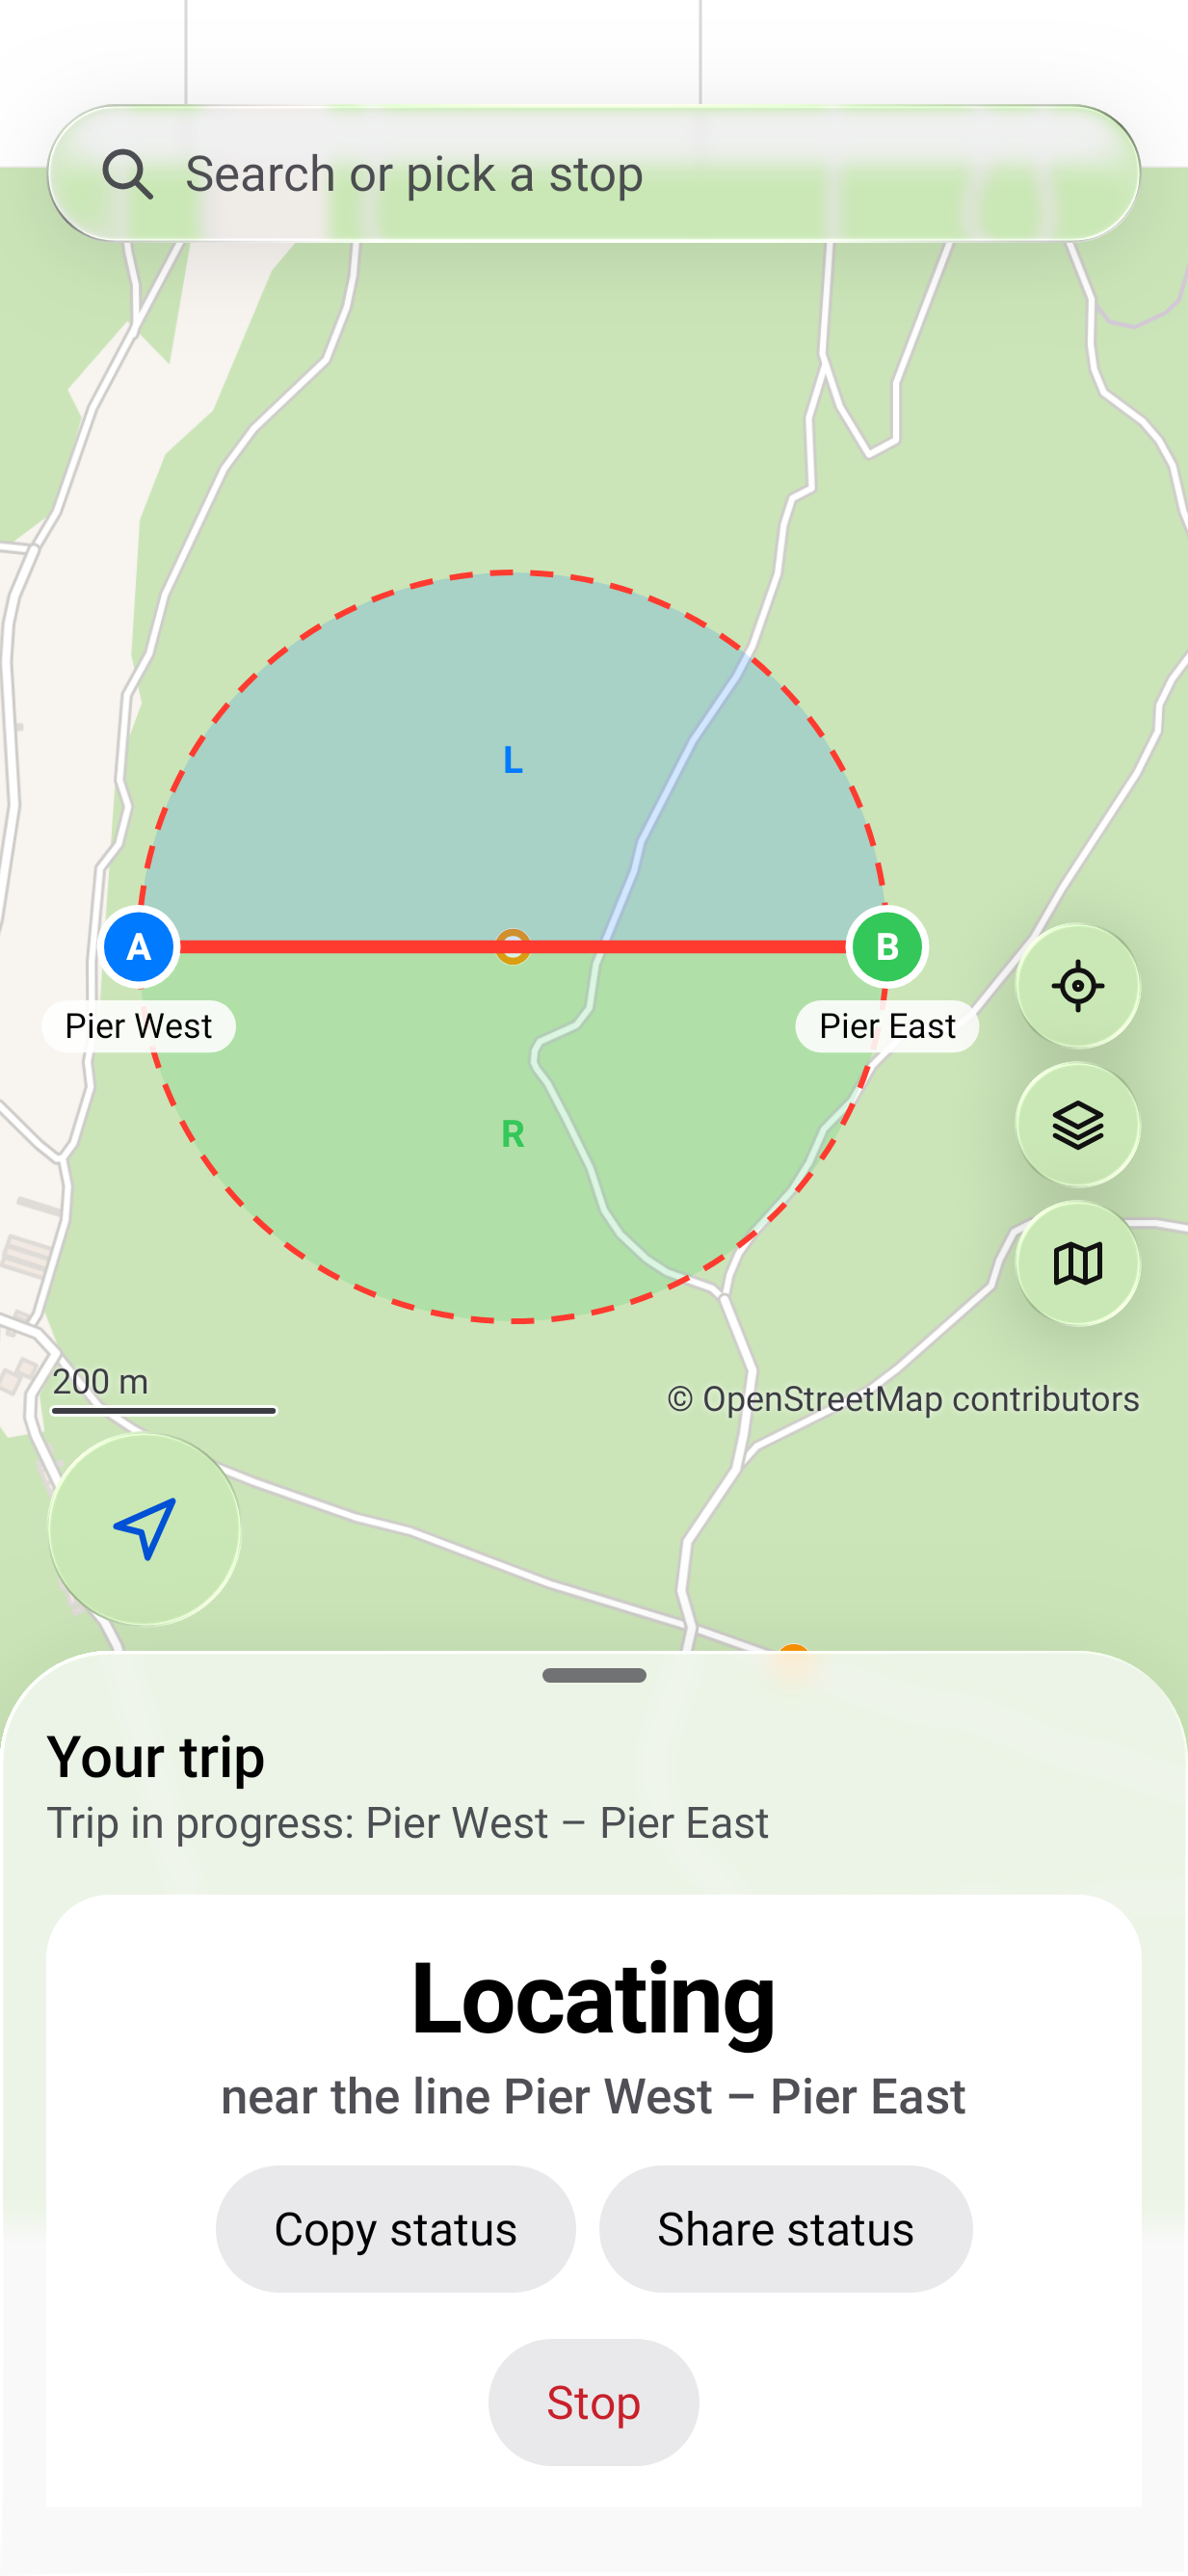 Search or pick a stop
L
A
B
Pier West
Pier East
R
200 m
© OpenStreetMap contributors
Your trip
Trip in progress: Pier West – Pier East
Locating
near the line Pier West – Pier East
Copy status
Share status
Stop